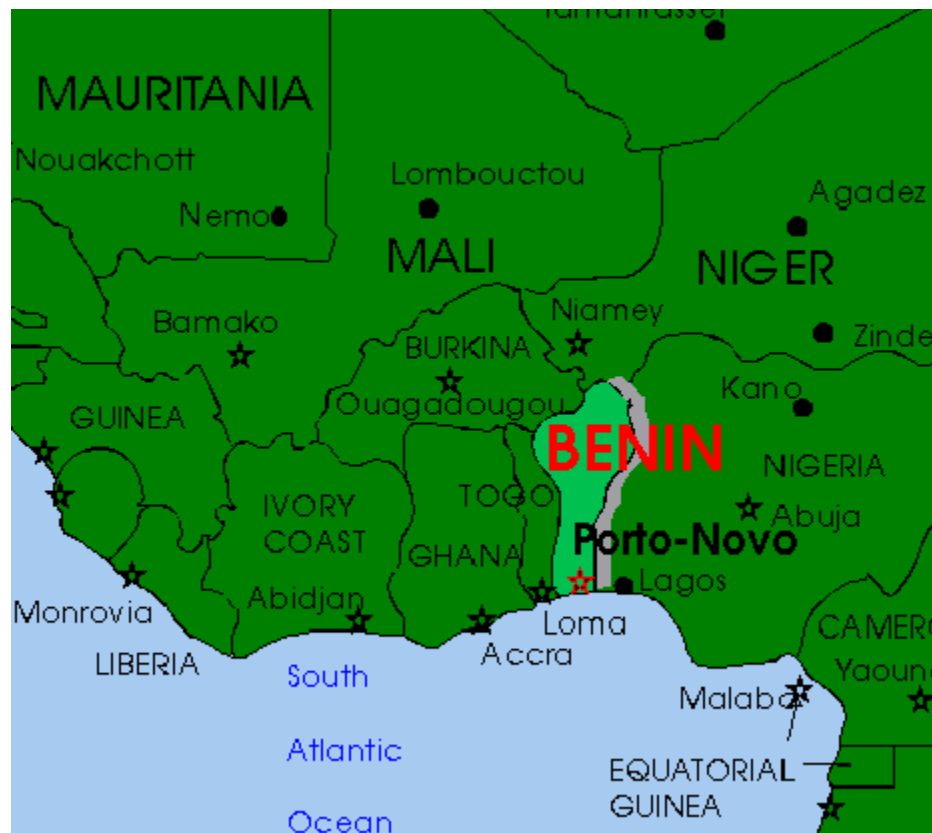 Tamanrasset
MAURITANIA
Nouakchott
Lombouctou
Agadez
Nemo
MALI
NIGER
Bamako
Niamey
BURKINA
Zinde
Kano
GUINEA
Ouagadougou
BENIN
NIGERIA
TOGO
IVORY
COAST
Abuja
GHANA
Porto-Novo
Lagos
Monrovia
Abidjan
Loma
CAMERO
LIBERIA
Accra
Yaound
South
Atlantic
Ocean
Malabo
EQUATORIAL
GUINEA